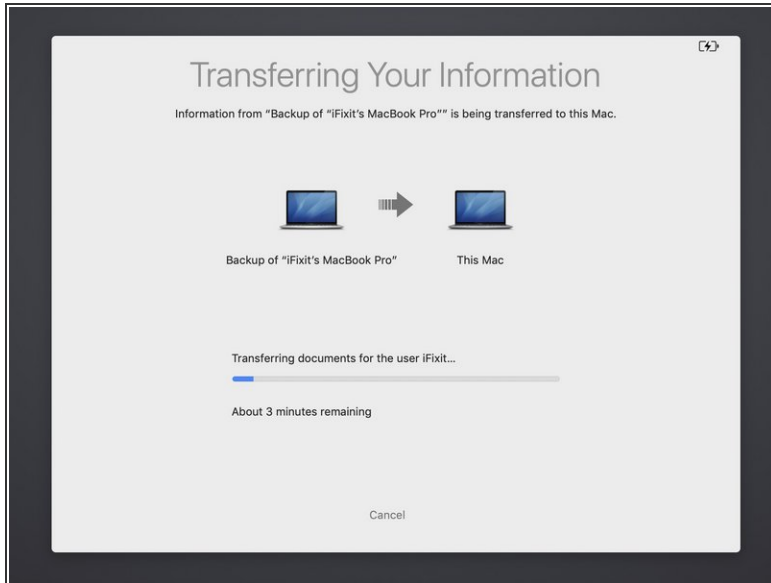 Transferring Your Information
Information from “Backup of “iFixit’s MacBook Pro”” is being transferred to this Mac.
Backup of “iFixit’s MacBook Pro”
This Mac
Transferring documents for the user iFixit...
About 3 minutes remaining
Cancel